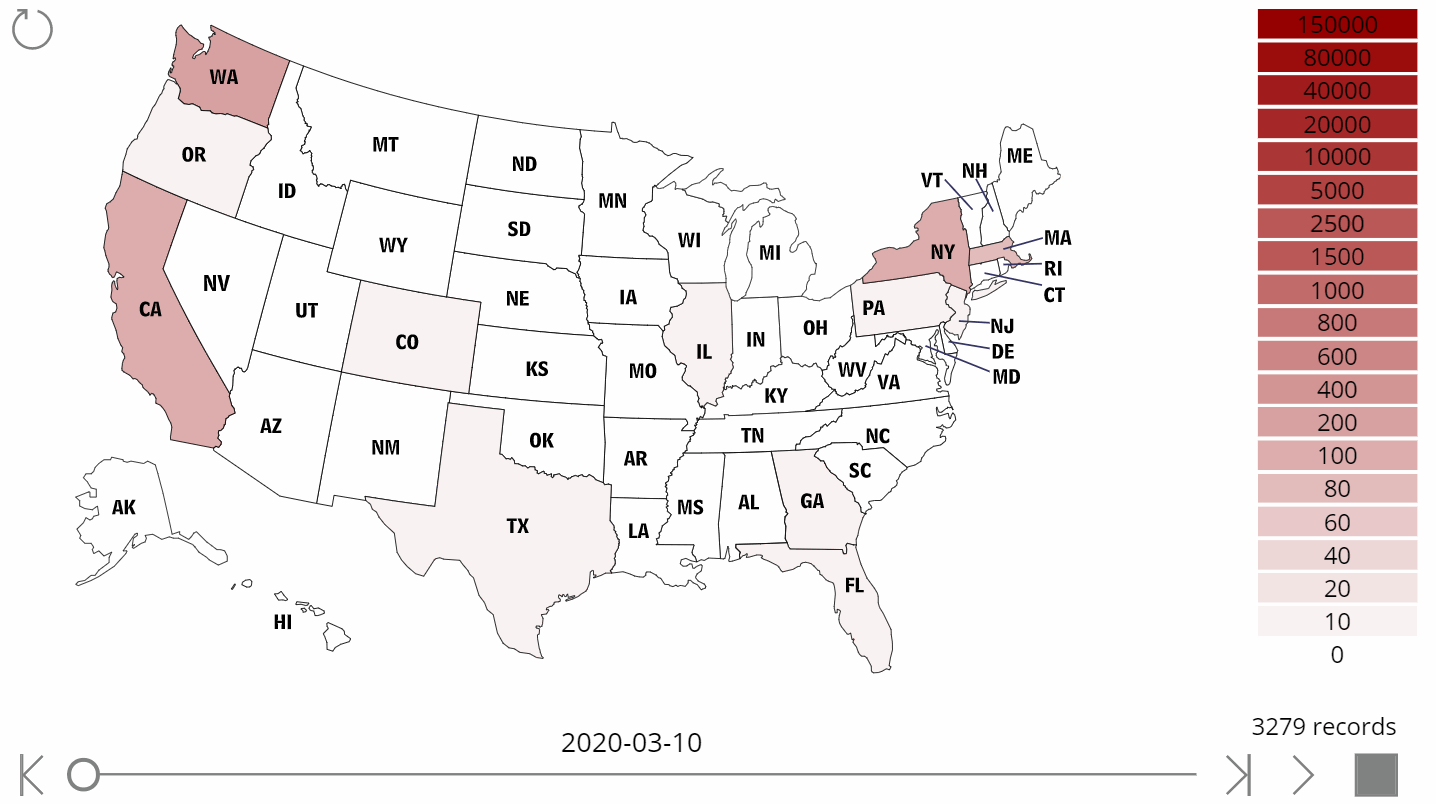 WA
MT
ND
MN
OR
ID
SD
WI
MI
WY
VT
NH
ME
NY
MA
RI
CT
NV
UT
CA
NE
IA
PA
NJ
DE
MD
CO
IL
IN
OH
KS
MO
WV
VA
KY
AZ
NM
OK
AR
TN
NC
SC
AK
TX
LA
MS
AL
GA
FL
HI
150000
80000
40000
20000
10000
5000
2500
1500
1000
800
600
400
200
100
80
60
40
20
10
0
3279 records
2020-03-10